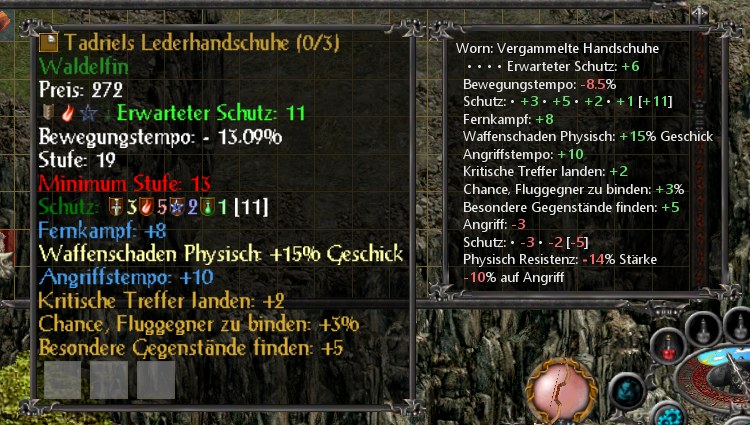 Tadriels Lederhandschuhe (0/3)
Waldelfin
Preis: 272
Erwarteter Schutz: 11
Bewegungstempo: - 13.09%
Stufe: 19
Minimum Stufe: 13
Schutz: 3 5 2 1 [11]
Fernkampf: +8
Waffenschaden Physisch: +15% Geschick
Angriffstempo: +10
Kritische Treffer landen: +2
Chance, Fluggegner zu binden: +3%
Besondere Gegenstände finden: +5
Worn: Vergammelte Handschuhe
• • • • Erwarteter Schutz: +6
Bewegungstempo: -8.5%
Schutz: • +3 • +5 • +2 • +1 [+11]
Fernkampf: +8
Waffenschaden Physisch: +15% Geschick
Angriffstempo: +10
Kritische Treffer landen: +2
Chance, Fluggegner zu binden: +3%
Besondere Gegenstände finden: +5
Angriff: -3
Schutz: • -3 • -2 [-5]
Physisch Resistenz: -14% Stärke
-10% auf Angriff